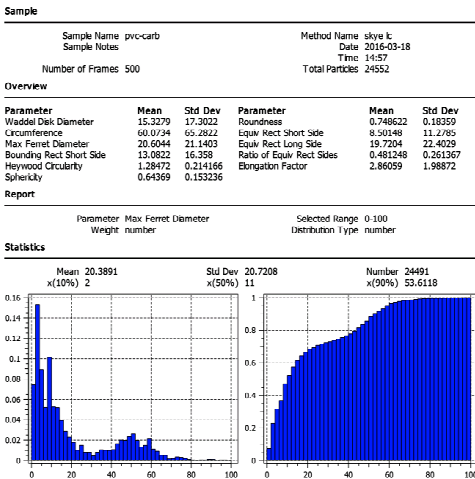 Sample
Sample Name pvc-carb Method Name skye lc
Sample Notes Date 2016-03-18
Time 14:57
Number of Frames 500 Total Particles 24552
Overview
Parameter Mean Std Dev Parameter Mean Std Dev
Waddel Disk Diameter 15.3279 17.3022 Roundness 0.748622 0.18359
Circumference 60.0734 65.2822 Equiv Rect Short Side 8.50148 11.2785
Max Ferret Diameter 20.6044 21.1403 Equiv Rect Long Side 19.7204 22.4029
Bounding Rect Short Side 13.0822 16.358 Ratio of Equiv Rect Sides 0.481248 0.261367
Heywood Circularity 1.28472 0.214166 Elongation Factor 2.86059 1.98872
Sphericity 0.64369 0.153236
Report
Parameter Max Ferret Diameter Selected Range 0-100
Weight number Distribution Type number
Statistics
Mean 20.3891 Std Dev 20.7208 Number 24491
x(10%) 2 x(50%) 11 x(90%) 53.6118
0.16 1
0.14
0.12 0.8
0.1 0.6
0.08
0.06 0.4
0.04
0.02 0.2
0 0
0 20 40 60 80 100 0 20 40 60 80 100